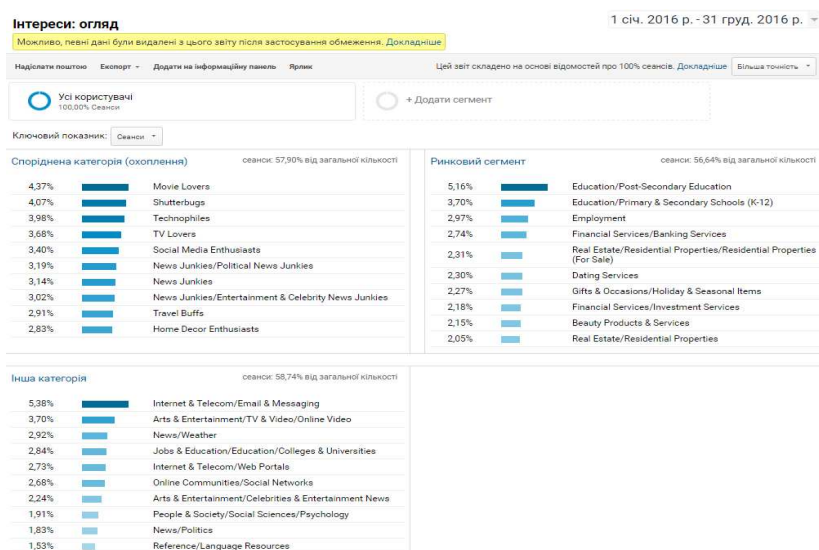 Інтереси: огляд
1 січ. 2016 р. - 31 груд. 2016 р.
Можливо, певні дані були видалені з цього звіту після застосування обмеження. Докладніше
Надіслати поштою Експорт Додати на інформаційну панель Ярлик
Цей звіт складено на основі відомостей про 100% сеансів. Докладніше Більша точність
Усі користувачі
100,00% Сеанси
+ Додати сегмент
Ключовий показник: Сеанси
Споріднена категорія (охоплення) сеанси: 57,90% від загальної кількості
4,37% Movie Lovers
4,07% Shutterbugs
3,98% Technophiles
3,68% TV Lovers
3,40% Social Media Enthusiasts
3,19% News Junkies/Political News Junkies
3,14% News Junkies
3,02% News Junkies/Entertainment & Celebrity News Junkies
2,91% Travel Buffs
2,83% Home Decor Enthusiasts
Ринковий сегмент сеанси: 56,64% від загальної кількості
5,16% Education/Post-Secondary Education
3,70% Education/Primary & Secondary Schools (K-12)
2,97% Employment
2,74% Financial Services/Banking Services
2,31% Real Estate/Residential Properties/Residential Properties
(For Sale)
2,30% Dating Services
2,27% Gifts & Occasions/Holiday & Seasonal Items
2,18% Financial Services/Investment Services
2,15% Beauty Products & Services
2,05% Real Estate/Residential Properties
Інша категорія сеанси: 58,74% від загальної кількості
5,38% Internet & Telecom/Email & Messaging
3,70% Arts & Entertainment/TV & Video/Online Video
2,92% News/Weather
2,84% Jobs & Education/Education/Colleges & Universities
2,73% Internet & Telecom/Web Portals
2,68% Online Communities/Social Networks
2,24% Arts & Entertainment/Celebrities & Entertainment News
1,91% People & Society/Social Sciences/Psychology
1,83% News/Politics
1,53% Reference/Language Resources